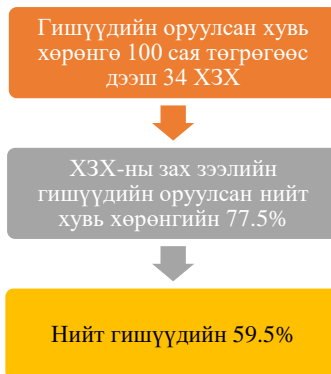 Гишүүдийн оруулсан хувь
хөрөнгө 100 сая төгрөгөөс
дээш 34 ХЗХ
ХЗХ-ны зах зээлийн
гишүүдийн оруулсан нийт
хувь хөрөнгийн 77.5%
Нийт гишүүдийн 59.5%